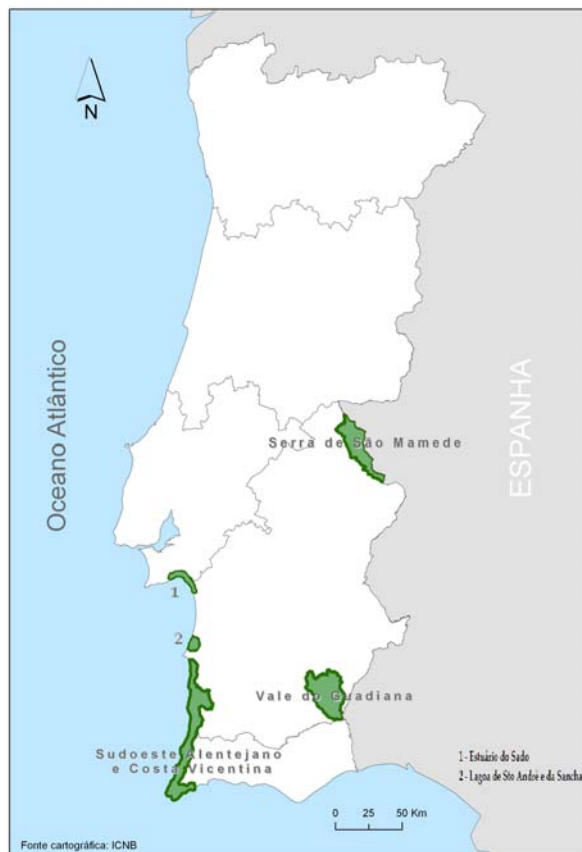 N
Oceano Atlântico
ESPANHA
Serra de São Mamede
1
2
Vale do Guadiana
Sudoeste Alentejano
e Costa Vicentina
1 - Estuário do Sado
2 - Lagoa de Sto André e da Sancha
0 25 50 Km
Fonte cartográfica: ICNB